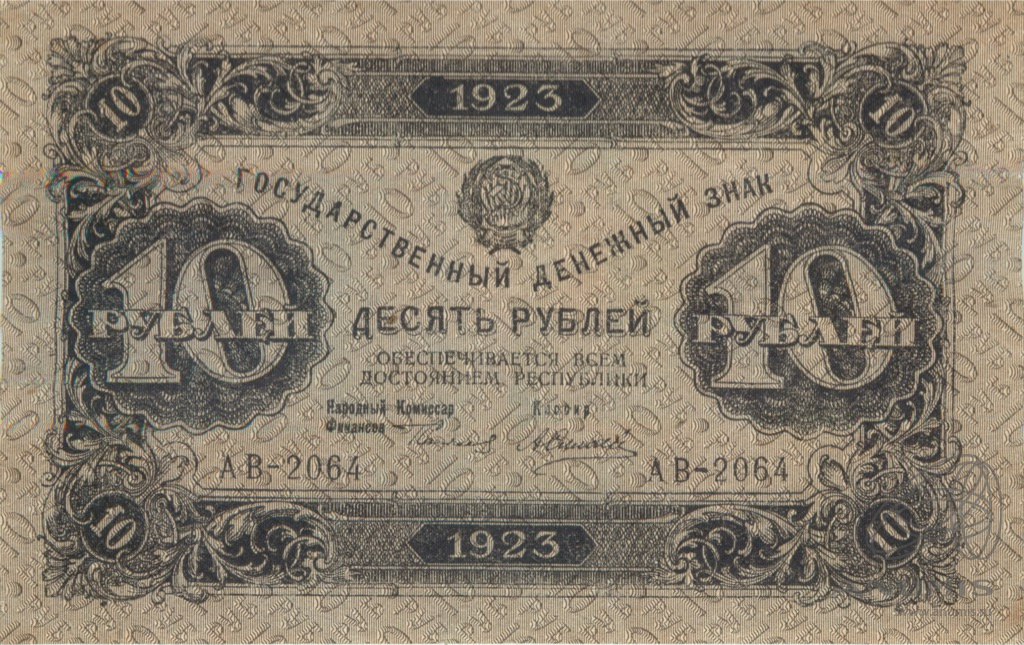 1923
10 10
ГОСУДАРСТВЕННЫЙ ДЕНЕЖНЫЙ ЗНАК
10 РУБЛЕЙ
10 РУБЛЕЙ
ДЕСЯТЬ РУБЛЕЙ
ОБЕСПЕЧИВАЕТСЯ ВСЕМ
ДОСТОЯНИЕМ РЕСПУБЛИКИ
Народный Комиссар
Финансов
Кассир
АВ-2064 АВ-2064
10 10
1923